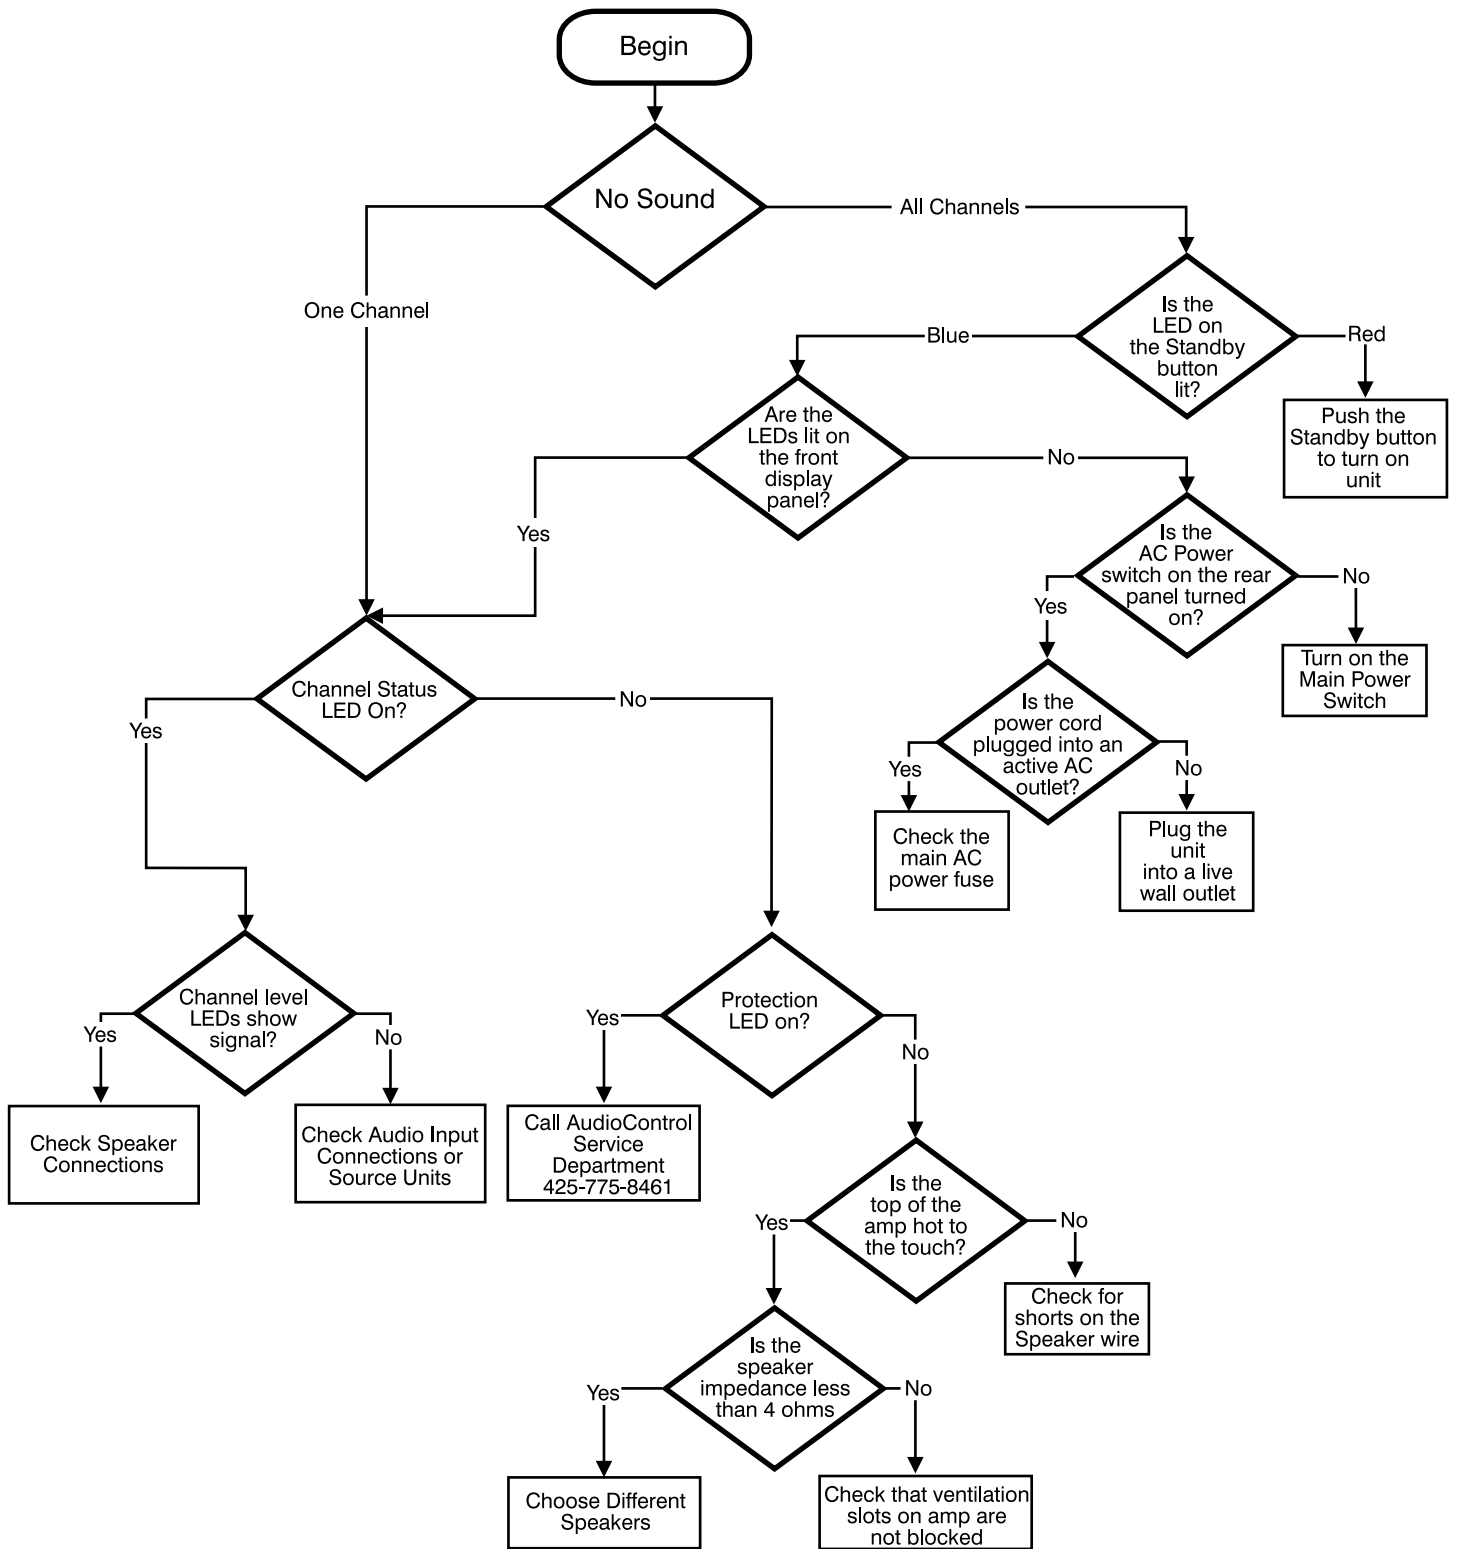 Begin
No Sound
All Channels
One Channel
Is the
LED on
the Standby
button
lit?
Blue
Red
Push the
Standby button
to turn on
unit
Are the
LEDs lit on
the front
display
panel?
No
Yes
Is the
AC Power
switch on the rear
panel turned
on?
No
Yes
Turn on the
Main Power
Switch
Is the
power cord
plugged into an
active AC
outlet?
Yes
No
Check the
main AC
power fuse
Plug the
unit
into a live
wall outlet
Channel Status
LED On?
No
Yes
Channel level
LEDs show
signal?
Yes
No
Check Speaker
Connections
Check Audio Input
Connections or
Source Units
Protection
LED on?
Yes
No
Call AudioControl
Service
Department
425-775-8461
Is the
top of the
amp hot to
the touch?
Yes
No
Check for
shorts on the
Speaker wire
Is the
speaker
impedance less
than 4 ohms
Yes
No
Choose Different
Speakers
Check that ventilation
slots on amp are
not blocked